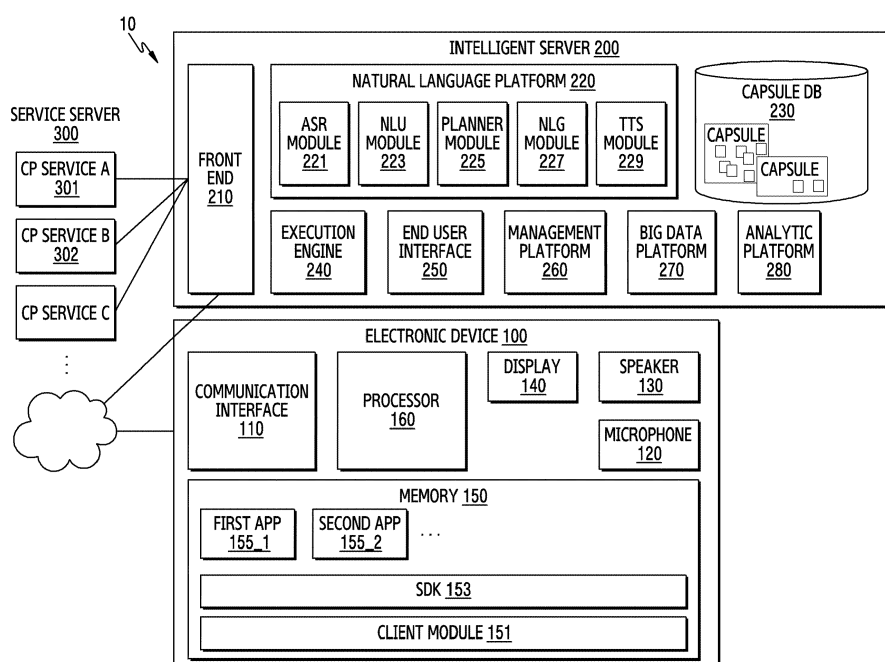 10
INTELLIGENT SERVER 200
NATURAL LANGUAGE PLATFORM 220
ASR
MODULE
221
NLU
MODULE
223
PLANNER
MODULE
225
NLG
MODULE
227
TTS
MODULE
229
CAPSULE DB
230
CAPSULE
CAPSULE
SERVICE SERVER
300
CP SERVICE A
301
CP SERVICE B
302
CP SERVICE C
⋮
FRONT
END
210
EXECUTION
ENGINE
240
END USER
INTERFACE
250
MANAGEMENT
PLATFORM
260
BIG DATA
PLATFORM
270
ANALYTIC
PLATFORM
280
ELECTRONIC DEVICE 100
COMMUNICATION
INTERFACE
110
PROCESSOR
160
DISPLAY
140
SPEAKER
130
MICROPHONE
120
MEMORY 150
FIRST APP
155_1
SECOND APP
155_2
...
SDK 153
CLIENT MODULE 151